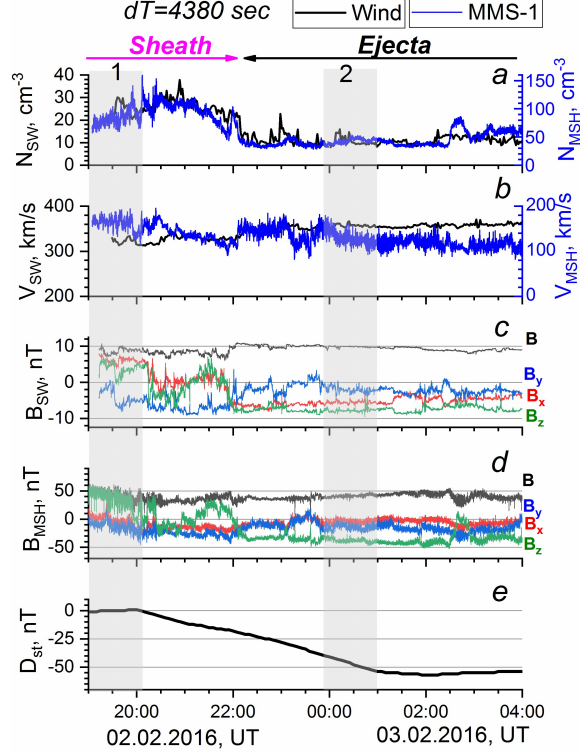 dT=4380 sec
Wind
MMS-1
Sheath
Ejecta
1
2
a
N_SW, cm^-3
40
30
20
10
0
N_MSH, cm^-3
150
100
50
0
b
V_SW, km/s
400
300
200
V_MSH, km/s
200
100
0
c
B_SW, nT
10
0
-10
B
B_y
B_x
B_z
d
B_MSH, nT
50
0
-50
B
B_y
B_x
B_z
e
D_st, nT
0
-25
-50
20:00 22:00 00:00 02:00 04:00
02.02.2016, UT 03.02.2016, UT